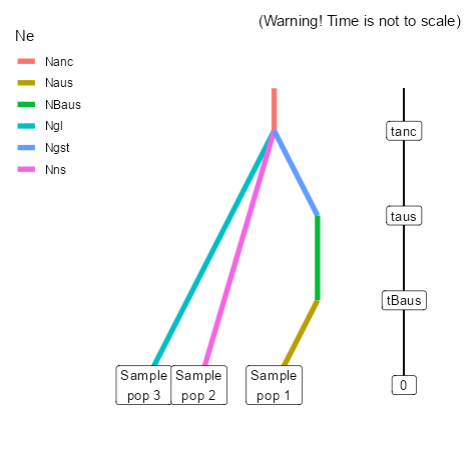 (Warning! Time is not to scale)
Ne
Nanc
Naus
NBaus
Ngl
Ngst
Nns
tanc
taus
tBaus
0
Sample
pop 3
Sample
pop 2
Sample
pop 1